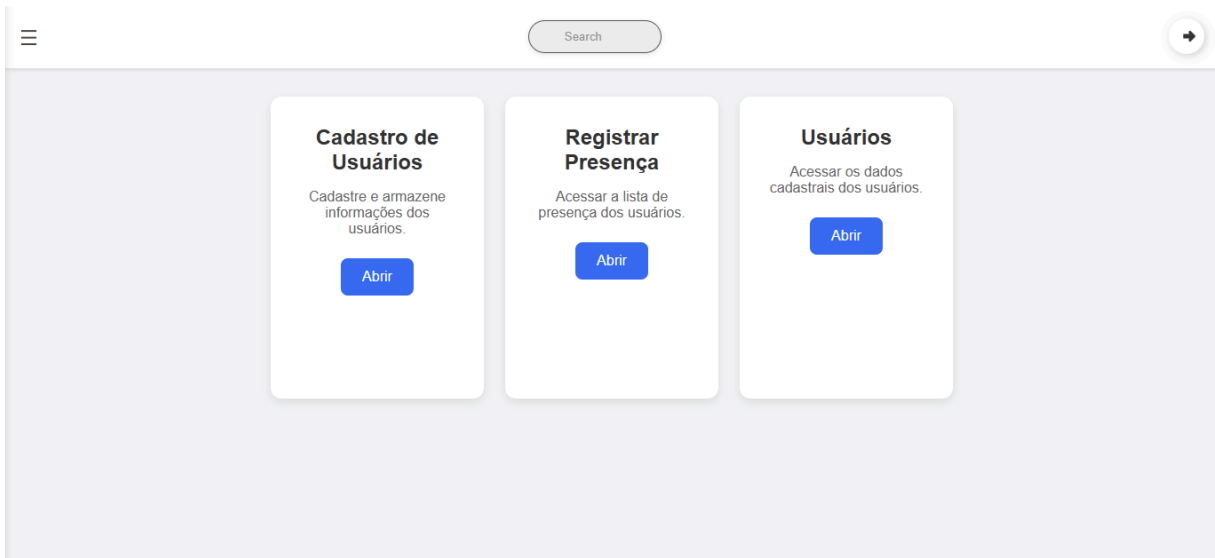 Search
Cadastro de
Usuários
Cadastre e armazene
informações dos
usuários.
Abrir
Registrar
Presença
Acessar a lista de
presença dos usuários.
Abrir
Usuários
Acessar os dados
cadastrais dos usuários.
Abrir